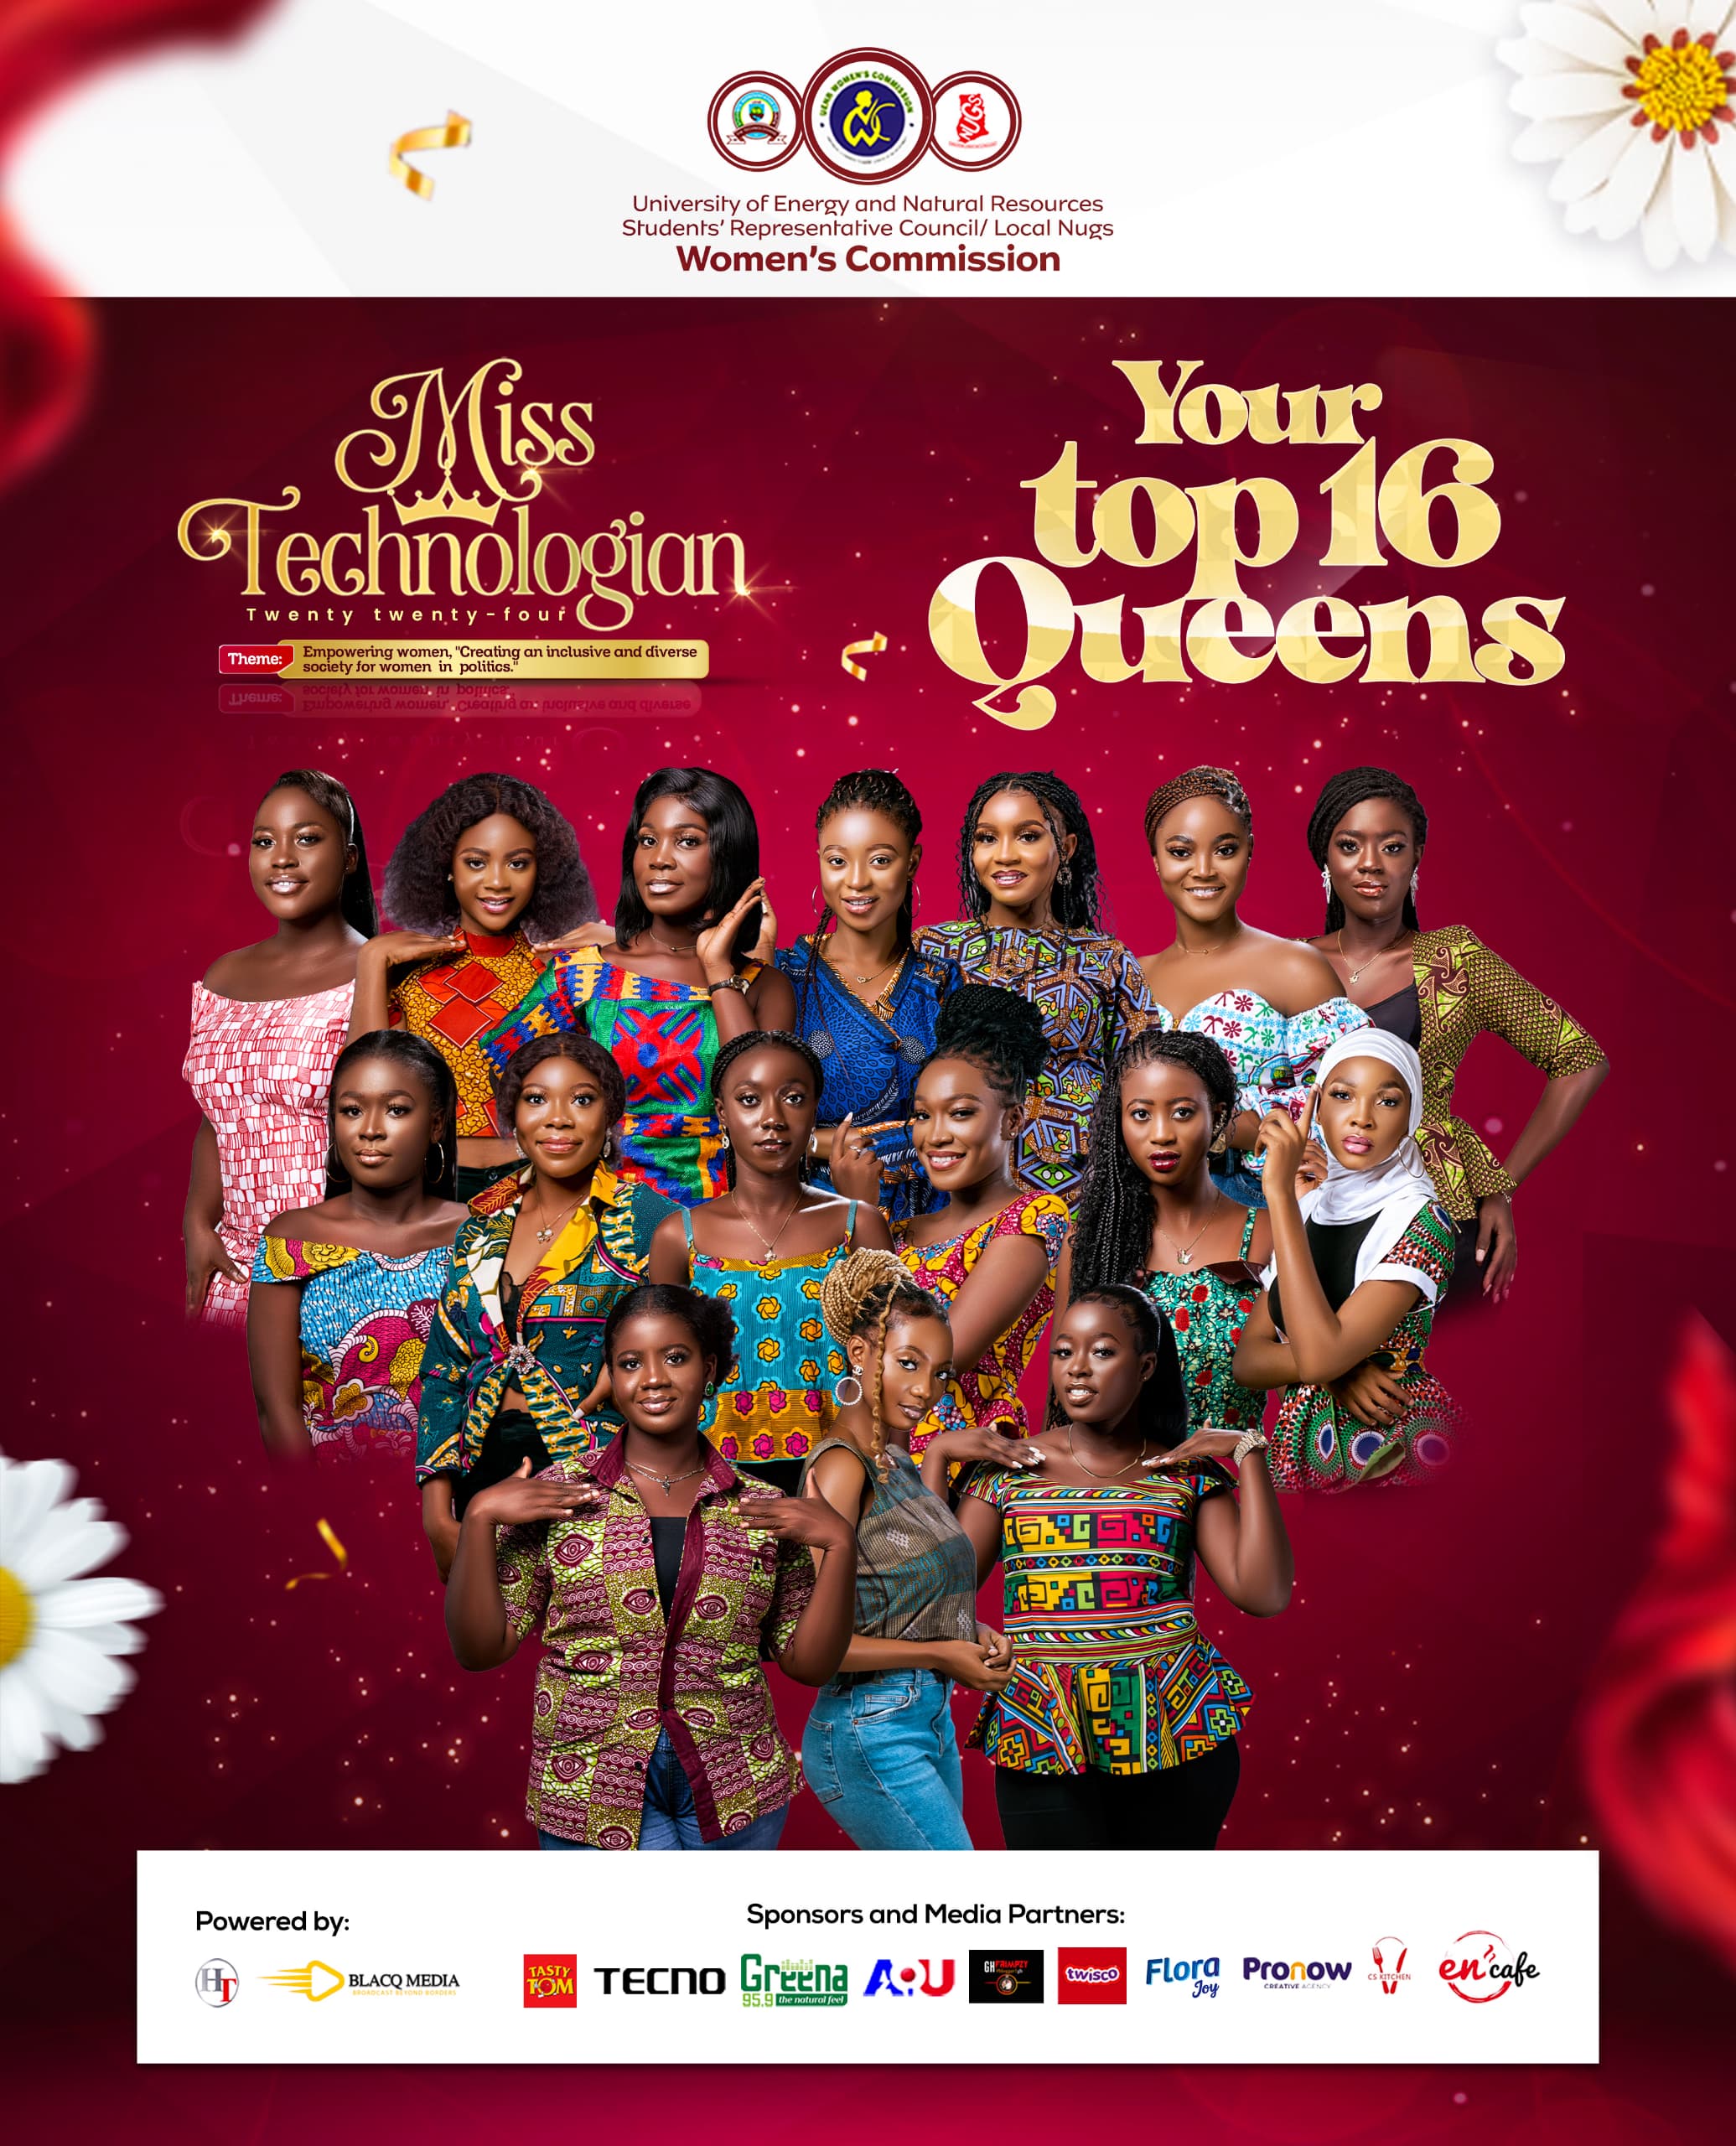 UENR WOMEN'S COMMISSION
University of Energy and Natural Resources
Students' Representative Council/ Local Nugs
Women's Commission
Miss
Technologian
Twenty twenty-four
Theme:
Empowering women, "Creating an inclusive and diverse
society for women in politics."
Your
top 16
Queens
Powered by:
HT
BLACQ MEDIA
BROADCAST BEYOND BORDERS
Sponsors and Media Partners:
TASTY
TOM
TECNO
Greena
95.9 the natural feel
twisco
Flora
Joy
Pronow
CREATIVE AGENCY
CS KITCHEN
en'cafe